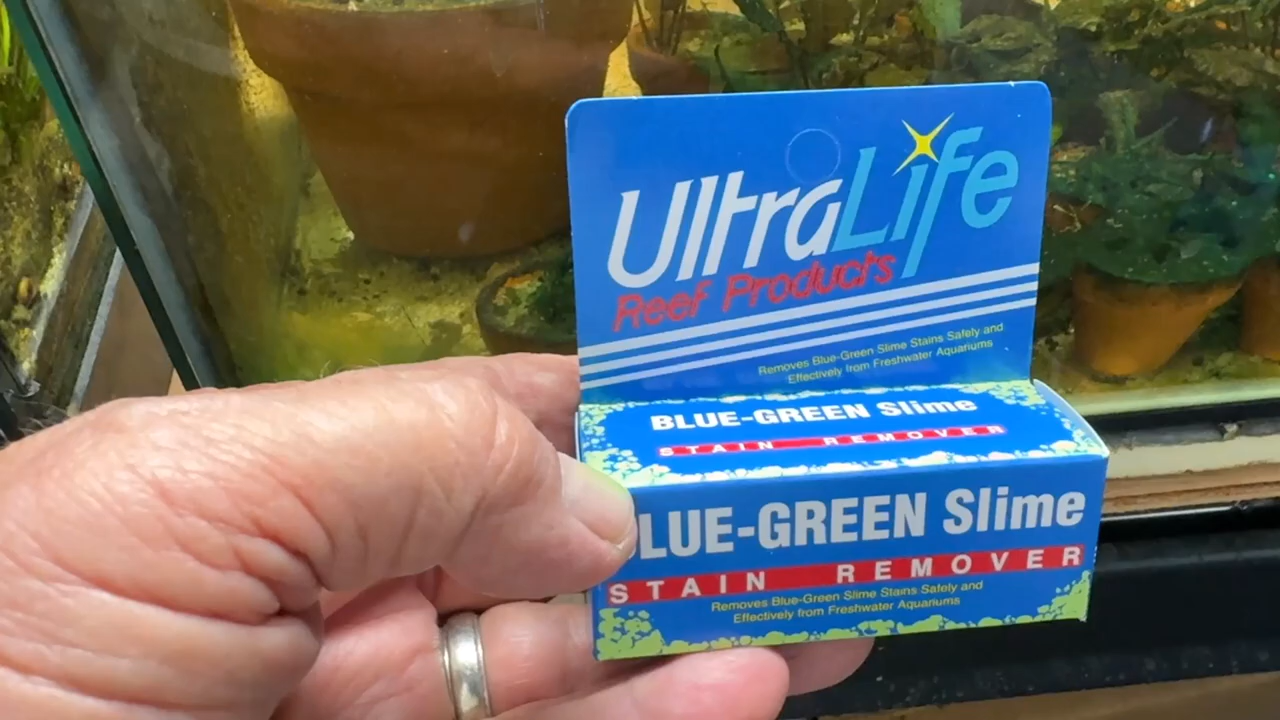 UltraLife
Reef Products
Removes Blue-Green Slime Stains Safely and
Effectively from Freshwater Aquariums
BLUE-GREEN Slime
STAIN REMOVER
LUE-GREEN Slime
STAIN REMOVER
Removes Blue-Green Slime Stains Safely and
Effectively from Freshwater Aquariums